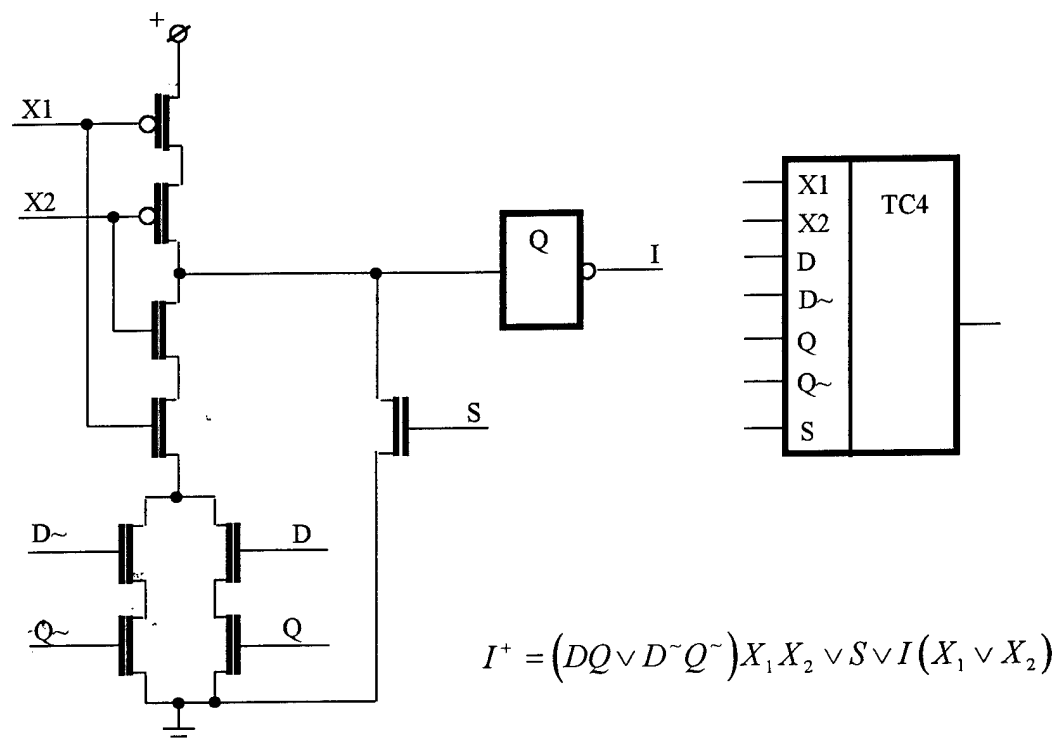 +
X1
X2
Q
I
S
D~
D
Q~
Q
X1
TC4
X2
D
D~
Q
Q~
S
I⁺ = (DQ ∨ D~Q~)X₁X₂ ∨ S ∨ I(X₁ ∨ X₂)